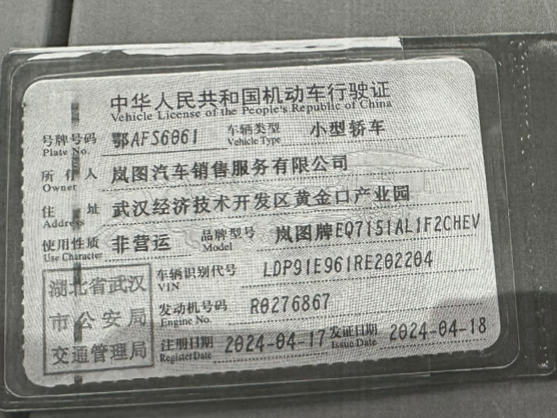 中华人民共和国机动车行驶证
Vehicle License of the People's Republic of China
号牌号码 鄂AFS6061 车辆类型 小型轿车
Plate No. Vehicle Type
所有人 岚图汽车销售服务有限公司
Owner
住址 武汉经济技术开发区黄金口产业园
Address
使用性质 非营运 品牌型号 岚图牌EQ7151AL1F2CHEV
Use Character Model
湖北省武汉
市公安局
交通管理局
车辆识别代号 LDP91E961RE202204
VIN
发动机号码 R0276867
Engine No.
注册日期 2024-04-17 发证日期 2024-04-18
Register Date Issue Date